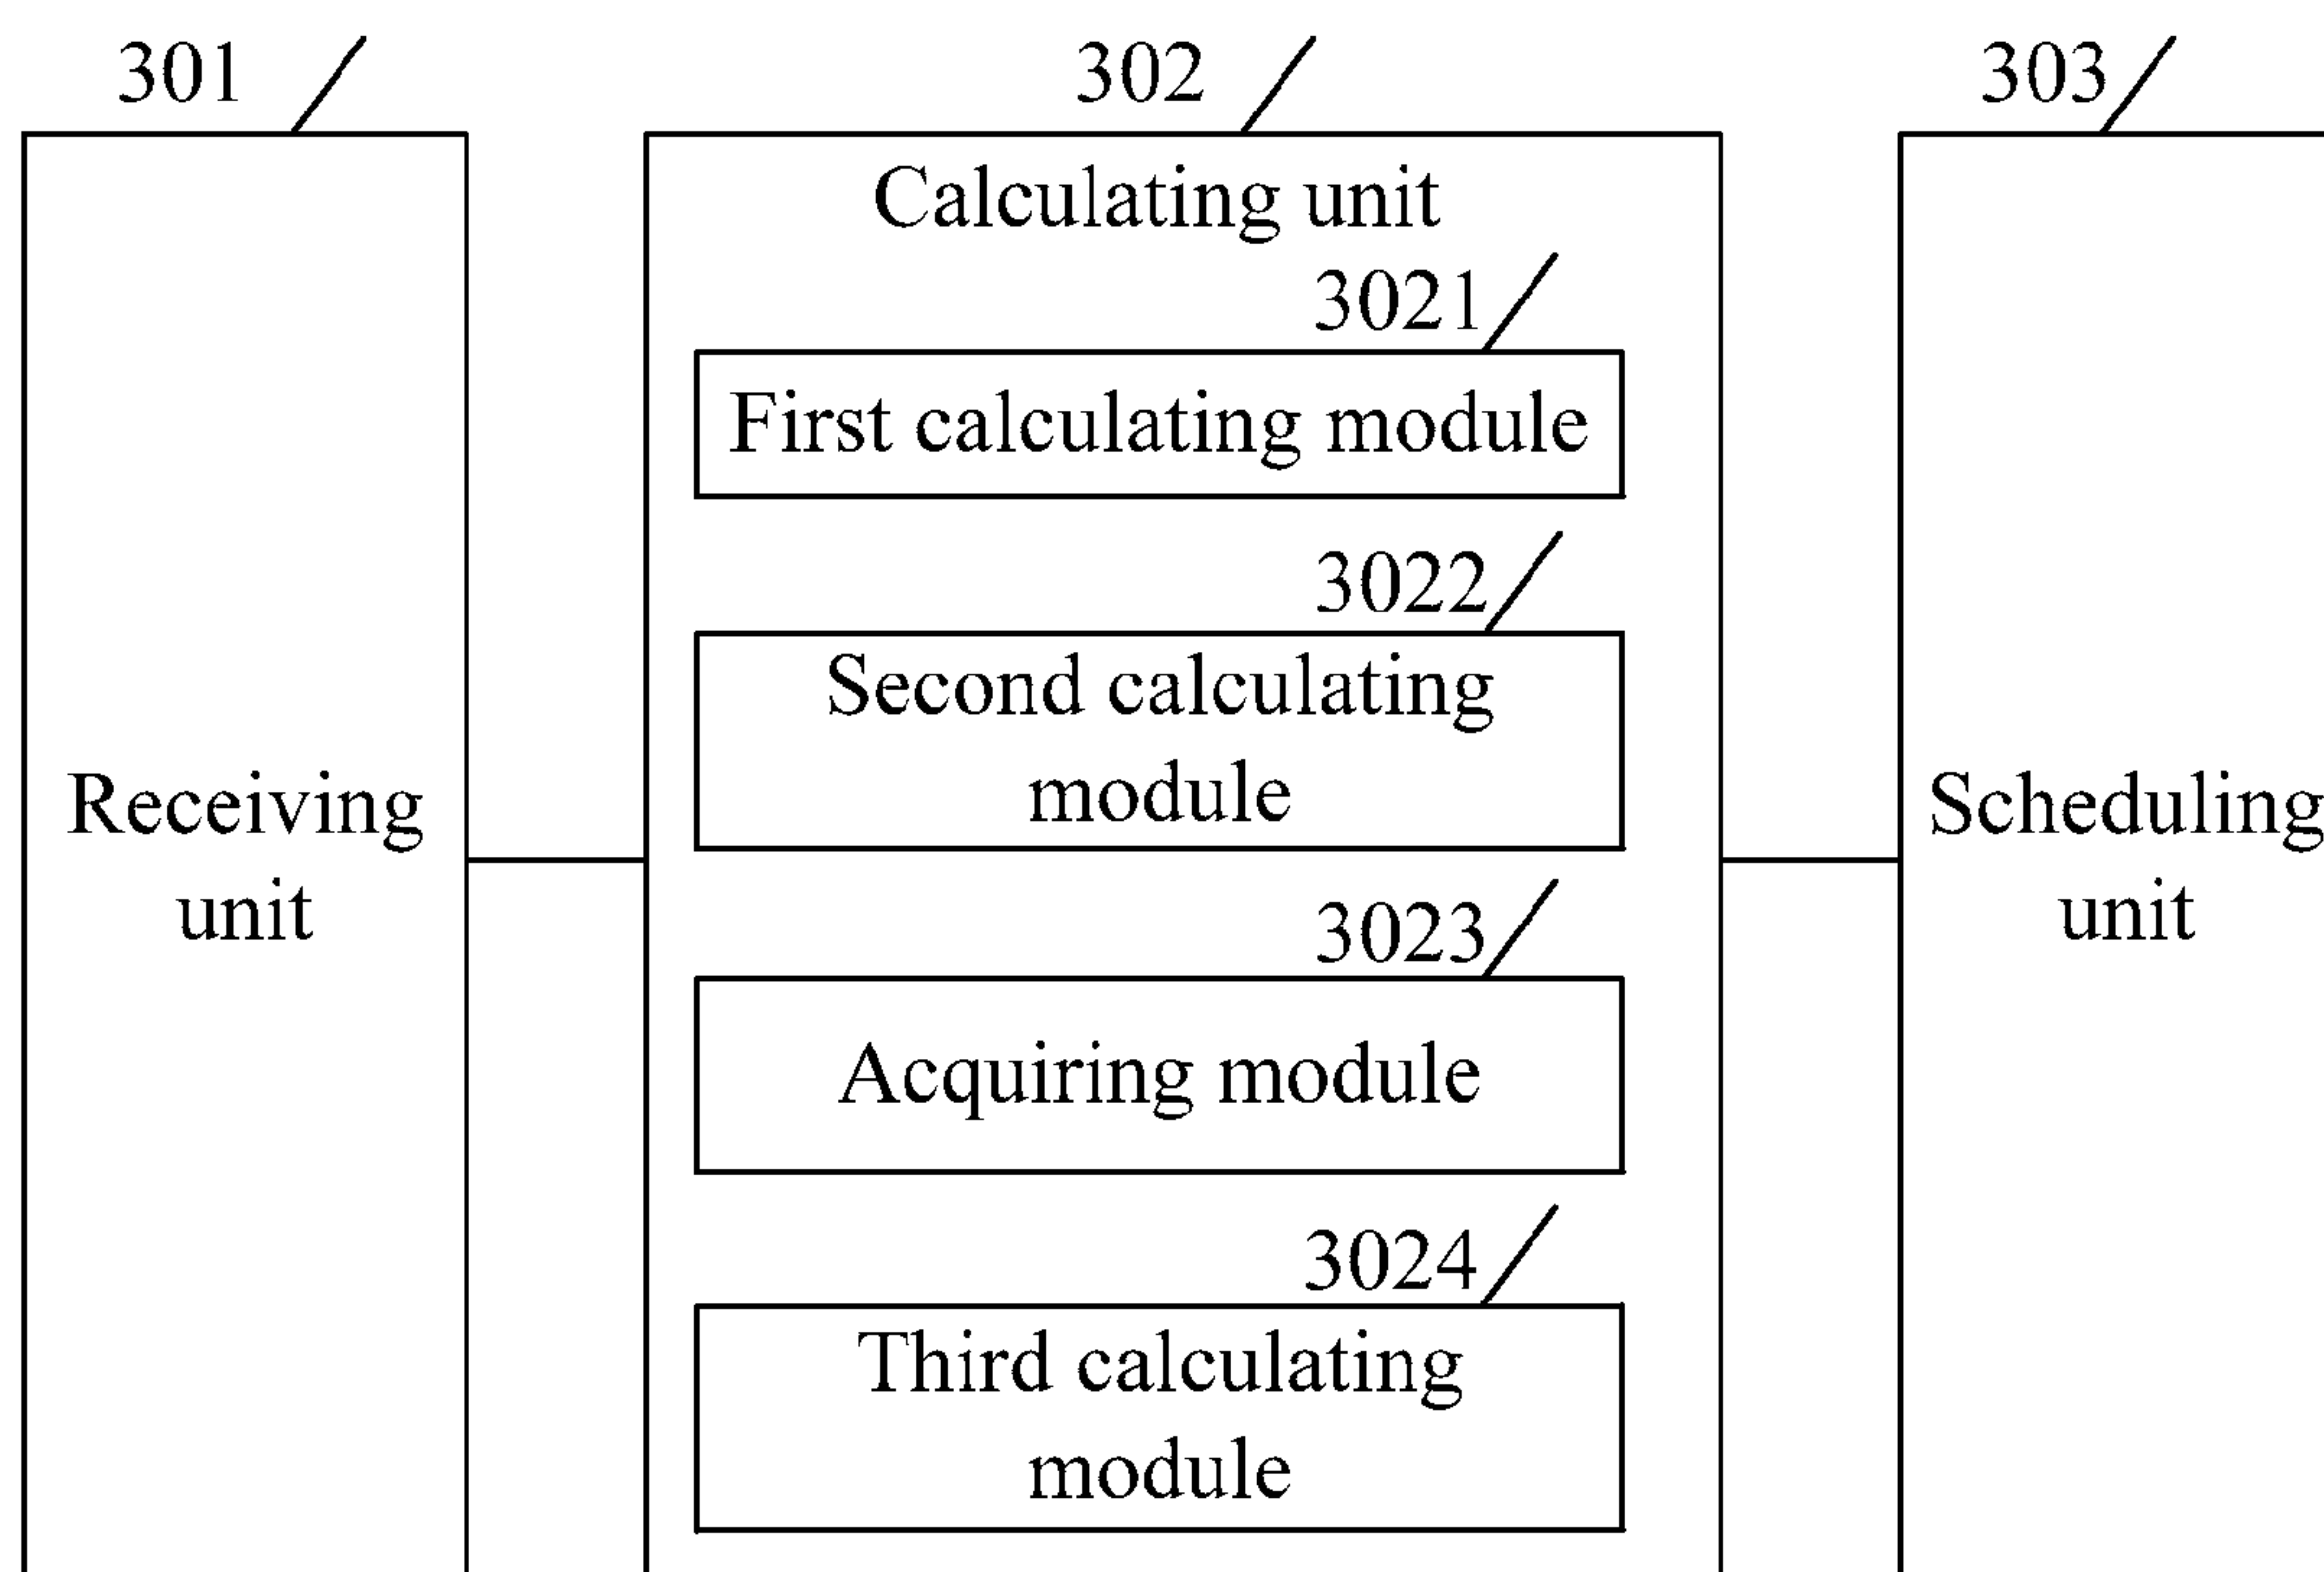 301
302
303
Calculating unit
3021
First calculating module
3022
Second calculating
module
Receiving
unit
Scheduling
unit
3023
Acquiring module
3024
Third calculating
module